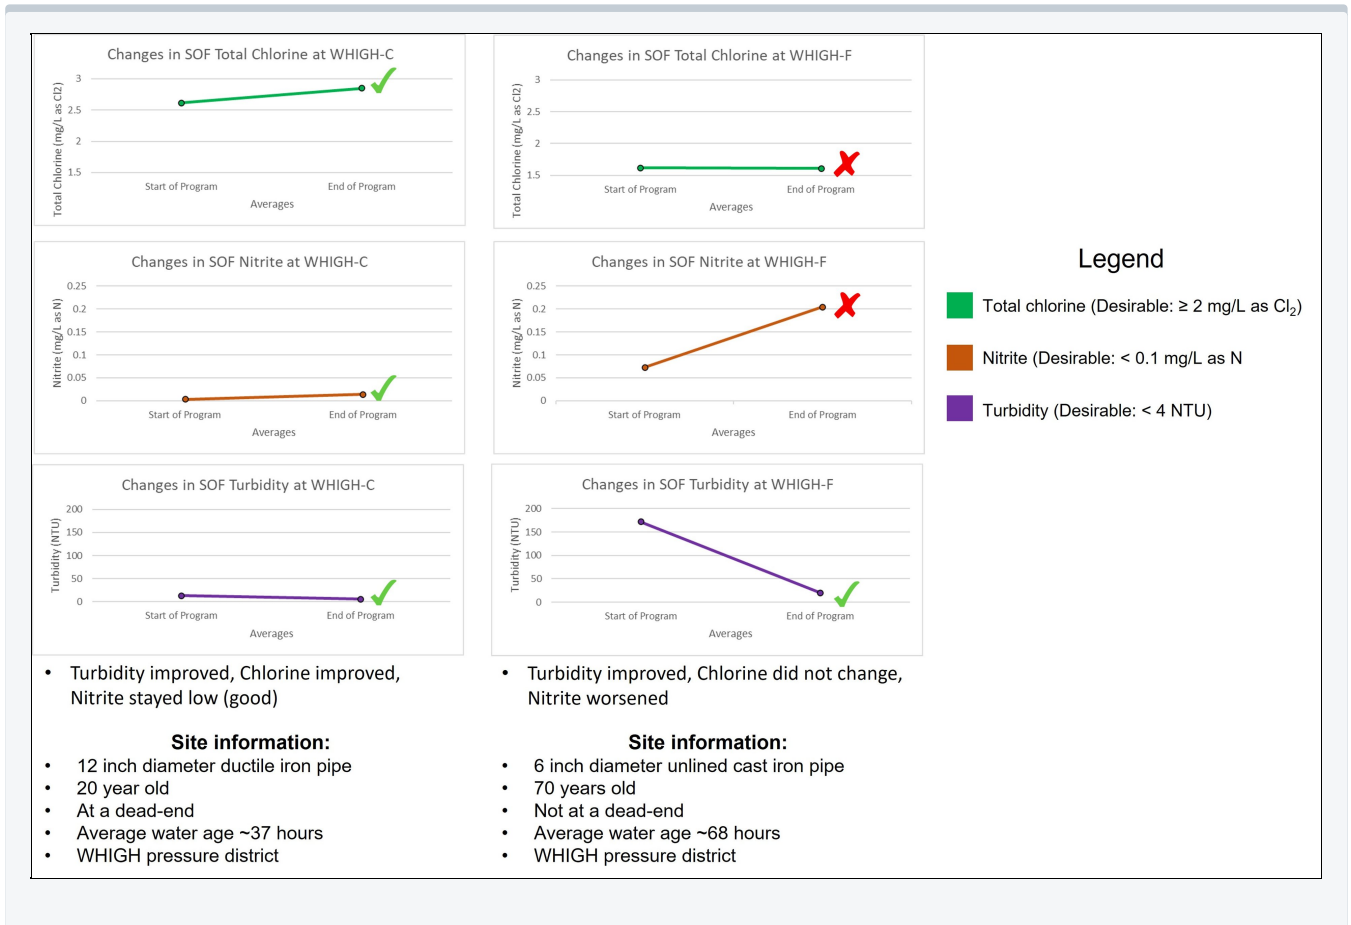 Changes in SOF Total Chlorine at WHIGH-C
Total Chlorine (mg/L as Cl2)
3
2.5
2
1.5
Start of Program
End of Program
Averages
Changes in SOF Total Chlorine at WHIGH-F
Total Chlorine (mg/L as Cl2)
3
2.5
2
1.5
Start of Program
End of Program
Averages
Changes in SOF Nitrite at WHIGH-C
Nitrite (mg/L as N)
0.25
0.2
0.15
0.1
0.05
0
Start of Program
End of Program
Averages
Changes in SOF Nitrite at WHIGH-F
Nitrite (mg/L as N)
0.25
0.2
0.15
0.1
0.05
0
Start of Program
End of Program
Averages
Legend
Total chlorine (Desirable: ≥ 2 mg/L as Cl₂)
Nitrite (Desirable: < 0.1 mg/L as N
Turbidity (Desirable: < 4 NTU)
Changes in SOF Turbidity at WHIGH-C
Turbidity (NTU)
200
150
100
50
0
Start of Program
End of Program
Averages
Changes in SOF Turbidity at WHIGH-F
Turbidity (NTU)
200
150
100
50
0
Start of Program
End of Program
Averages
• Turbidity improved, Chlorine improved,
Nitrite stayed low (good)
Site information:
• 12 inch diameter ductile iron pipe
• 20 year old
• At a dead-end
• Average water age ~37 hours
• WHIGH pressure district
• Turbidity improved, Chlorine did not change,
Nitrite worsened
Site information:
• 6 inch diameter unlined cast iron pipe
• 70 years old
• Not at a dead-end
• Average water age ~68 hours
• WHIGH pressure district